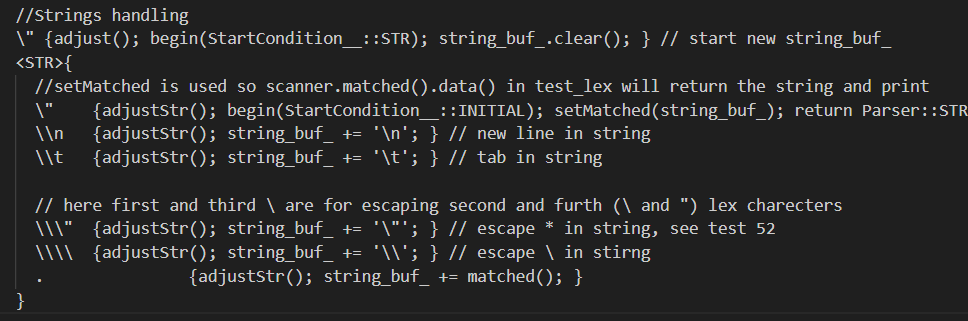 //Strings handling
\" {adjust(); begin(StartCondition__::STR); string_buf_.clear(); } // start new string_buf_
<STR>{
  //setMatched is used so scanner.matched().data() in test_lex will return the string and print
  \"    {adjustStr(); begin(StartCondition__::INITIAL); setMatched(string_buf_); return Parser::STR
  \\n   {adjustStr(); string_buf_ += '\n'; } // new line in string
  \\t   {adjustStr(); string_buf_ += '\t'; } // tab in string
  // here first and third \ are for escaping second and furth (\ and ") lex charecters
  \\\"  {adjustStr(); string_buf_ += '\"'; } // escape * in string, see test 52
  \\\\  {adjustStr(); string_buf_ += '\\'; } // escape \ in stirng
  .             {adjustStr(); string_buf_ += matched(); }
}